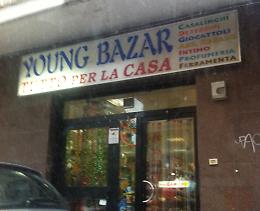 YOUNG BAZAR
TUTTO PER LA CASA
CASALINGHI
DETERSIVI
GIOCATTOLI
INTIMO
PROFUMERIA
FERRAMENTA